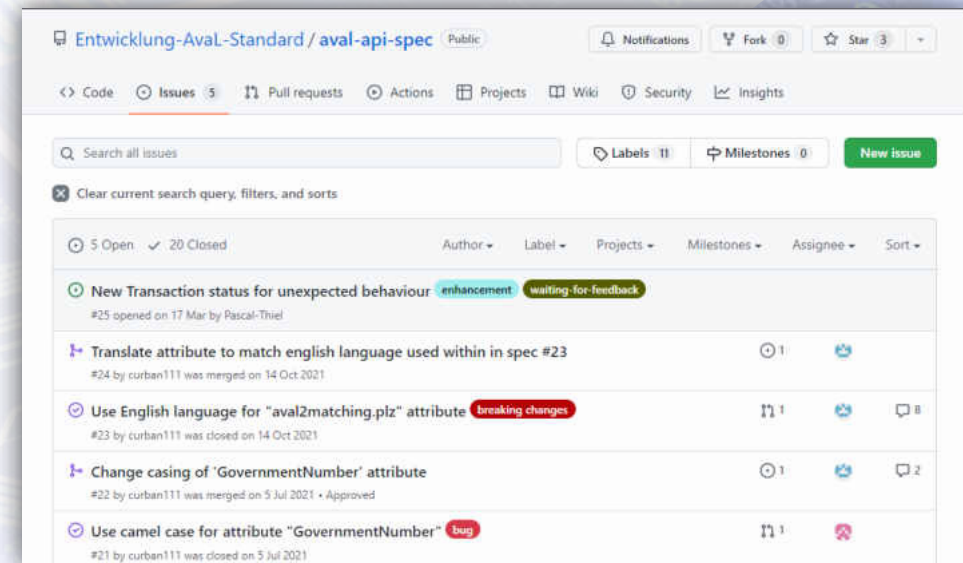 Entwicklung-AvaL-Standard / aval-api-spec Public Notifications Fork 0 Star 3
Code Issues 5 Pull requests Actions Projects Wiki Security Insights
Search all issues Labels 11 Milestones 0 New issue
Clear current search query, filters, and sorts
5 Open 20 Closed Author Label Projects Milestones Assignee Sort
New Transaction status for unexpected behaviour enhancement waiting-for-feedback
#25 opened on 17 Mar by Pascal-Thiel
Translate attribute to match english language used within in spec #23 1
#24 by curban111 was merged on 14 Oct 2021
Use English language for "aval2matching.plz" attribute breaking changes 1 8
#23 by curban111 was closed on 14 Oct 2021
Change casing of 'GovernmentNumber' attribute 1 2
#22 by curban111 was merged on 5 Jul 2021 • Approved
Use camel case for attribute "GovernmentNumber" bug 1
#21 by curban111 was closed on 5 Jul 2021